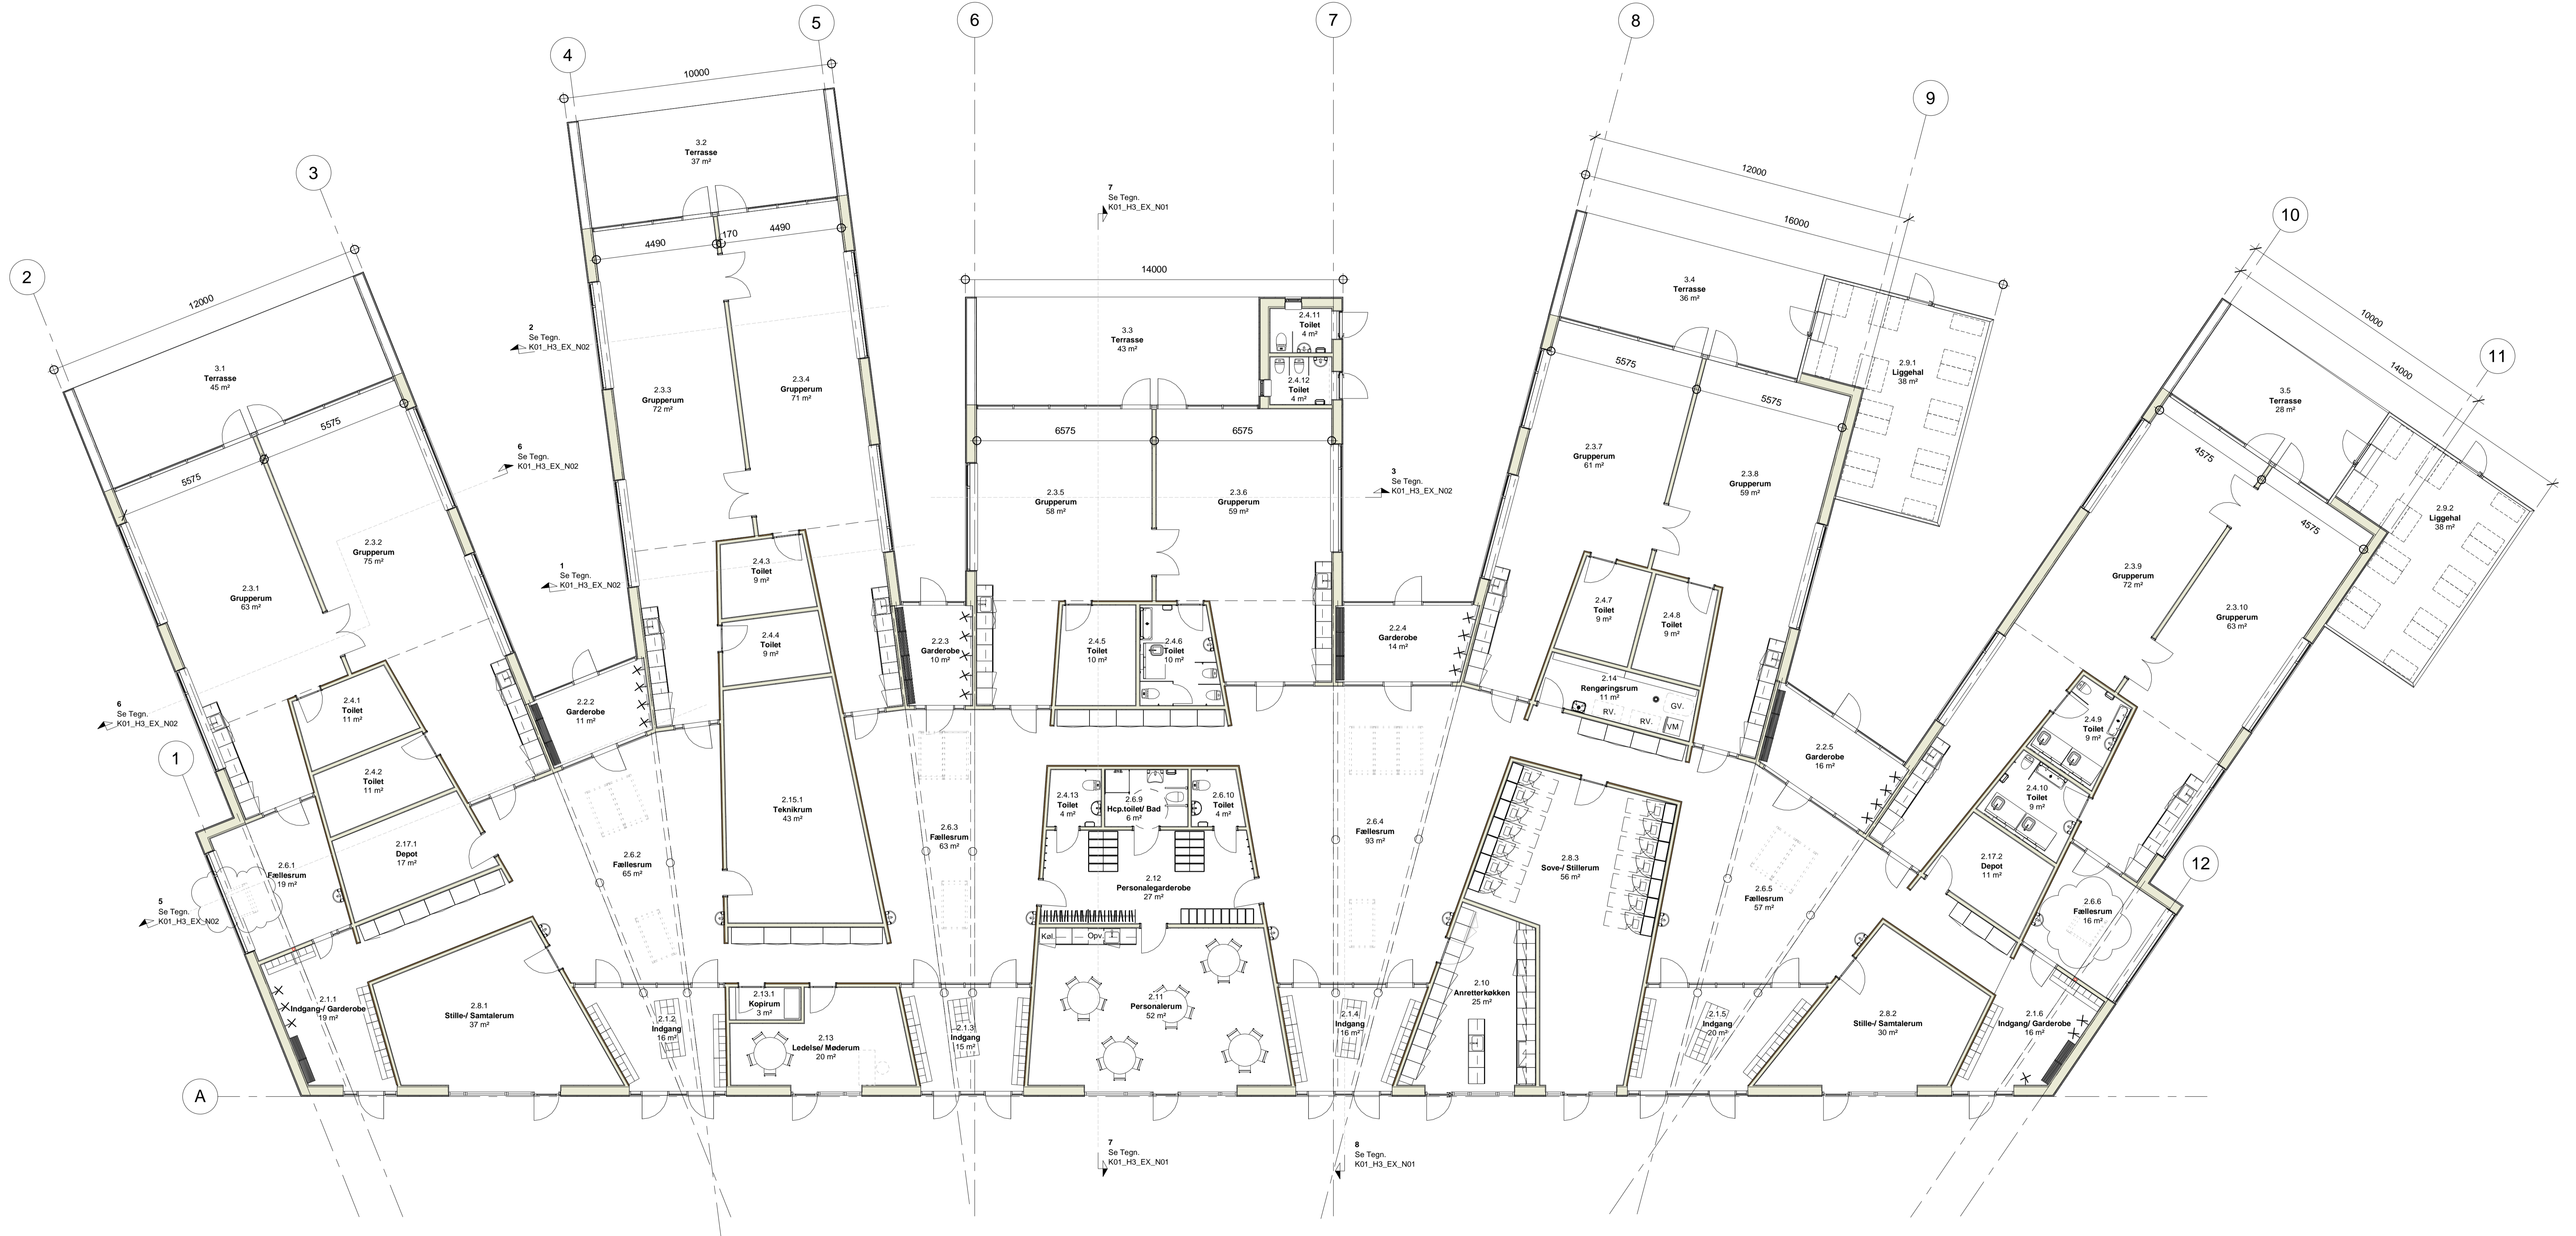 1
2
3
4
5
6
7
8
9
10
11
12
A
12000
10000
14000
12000
16000
10000
14000
5575
5575
4490
170
4490
6575
6575
5575
5575
4575
4575
3.1
Terrasse
45 m²
3.2
Terrasse
37 m²
3.3
Terrasse
43 m²
3.4
Terrasse
36 m²
3.5
Terrasse
28 m²
2.3.1
Grupperum
63 m²
2.3.2
Grupperum
75 m²
2.3.3
Grupperum
72 m²
2.3.4
Grupperum
71 m²
2.3.5
Grupperum
58 m²
2.3.6
Grupperum
59 m²
2.3.7
Grupperum
61 m²
2.3.8
Grupperum
59 m²
2.3.9
Grupperum
72 m²
2.3.10
Grupperum
63 m²
2.9.1
Liggehal
38 m²
2.9.2
Liggehal
38 m²
2.4.11
Toilet
4 m²
2.4.12
Toilet
4 m²
2.4.1
Toilet
11 m²
2.4.2
Toilet
11 m²
2.17.1
Depot
17 m²
2.4.3
Toilet
9 m²
2.4.4
Toilet
9 m²
2.15.1
Teknikrum
43 m²
2.4.5
Toilet
10 m²
2.4.6
Toilet
10 m²
2.4.7
Toilet
9 m²
2.4.8
Toilet
9 m²
2.14
Rengøringsrum
11 m²
RV.
RV.
GV.
VM
2.4.9
Toilet
9 m²
2.4.10
Toilet
9 m²
2.17.2
Depot
11 m²
2.2.2
Garderobe
11 m²
2.2.3
Garderobe
10 m²
2.2.4
Garderobe
14 m²
2.2.5
Garderobe
16 m²
2.6.1
Fællesrum
19 m²
2.6.2
Fællesrum
65 m²
2.6.3
Fællesrum
63 m²
2.6.4
Fællesrum
93 m²
2.6.5
Fællesrum
57 m²
2.6.6
Fællesrum
16 m²
2.4.13
Toilet
4 m²
2.6.9
Hcp.toilet/ Bad
6 m²
2.6.10
Toilet
4 m²
2.12
Personalegarderobe
27 m²
Køl.
Opv.
2.11
Personalerum
52 m²
2.8.3
Sove-/ Stillerum
56 m²
2.10
Anretterkøkken
25 m²
2.1.1
Indgang-/ Garderobe
19 m²
2.8.1
Stille-/ Samtalerum
37 m²
2.1.2
Indgang
16 m²
2.13.1
Kopirum
3 m²
2.13
Ledelse/ Møderum
20 m²
2.1.3
Indgang
15 m²
2.1.4
Indgang
16 m²
2.1.5
Indgang
20 m²
2.8.2
Stille-/ Samtalerum
30 m²
2.1.6
Indgang/ Garderobe
16 m²
7
Se Tegn.
K01_H3_EX_N01
2
Se Tegn.
K01_H3_EX_N02
6
Se Tegn.
K01_H3_EX_N02
1
Se Tegn.
K01_H3_EX_N02
3
Se Tegn.
K01_H3_EX_N02
6
Se Tegn.
K01_H3_EX_N02
5
Se Tegn.
K01_H3_EX_N02
7
Se Tegn.
K01_H3_EX_N01
8
Se Tegn.
K01_H3_EX_N01